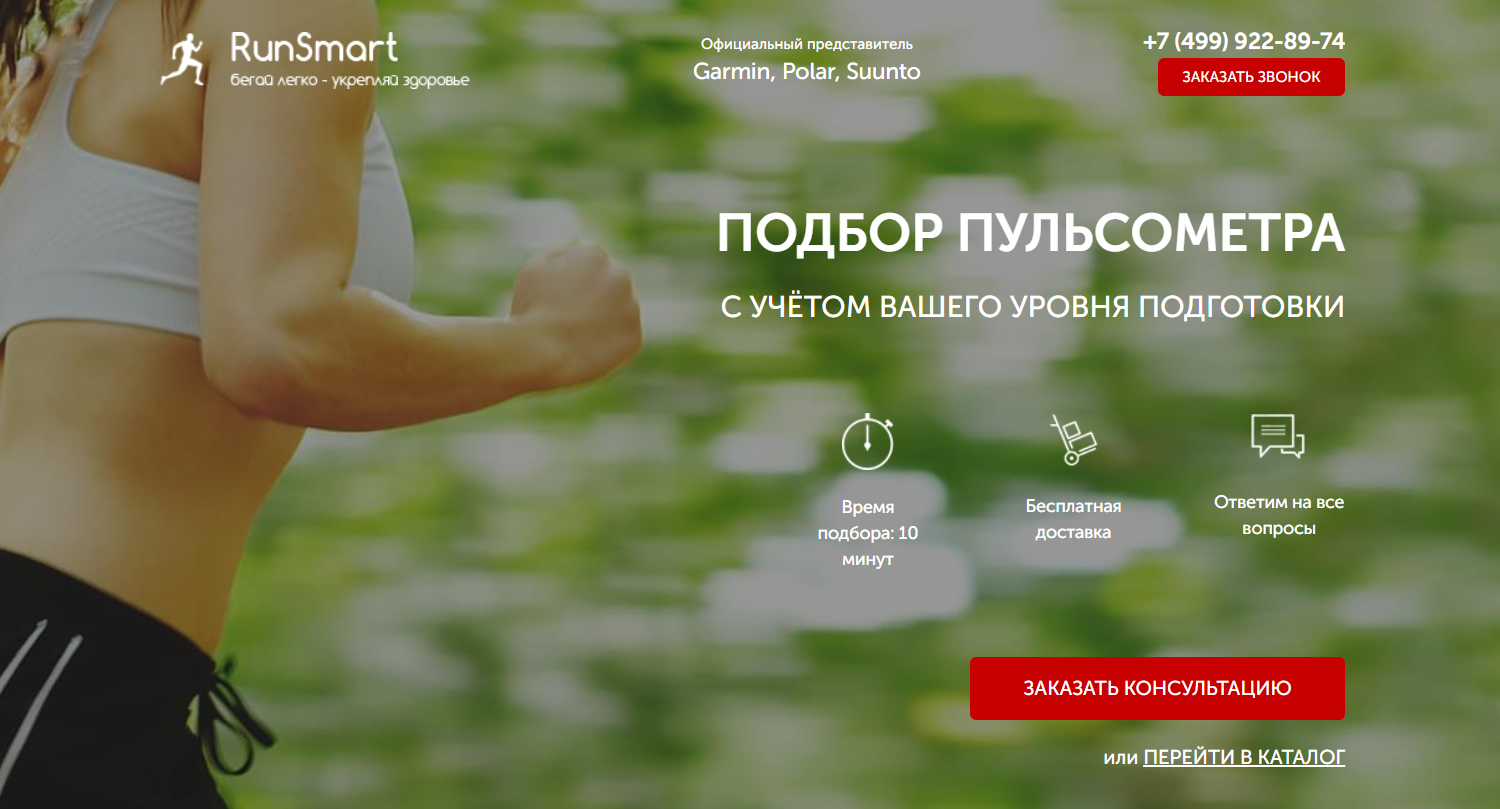 RunSmart
бегай легко - укрепляй здоровье
Официальный представитель
Garmin, Polar, Suunto
+7 (499) 922-89-74
ЗАКАЗАТЬ ЗВОНОК
ПОДБОР ПУЛЬСОМЕТРА
С УЧЁТОМ ВАШЕГО УРОВНЯ ПОДГОТОВКИ
Время
подбора: 10
минут
Бесплатная
доставка
Ответим на все
вопросы
ЗАКАЗАТЬ КОНСУЛЬТАЦИЮ
или ПЕРЕЙТИ В КАТАЛОГ